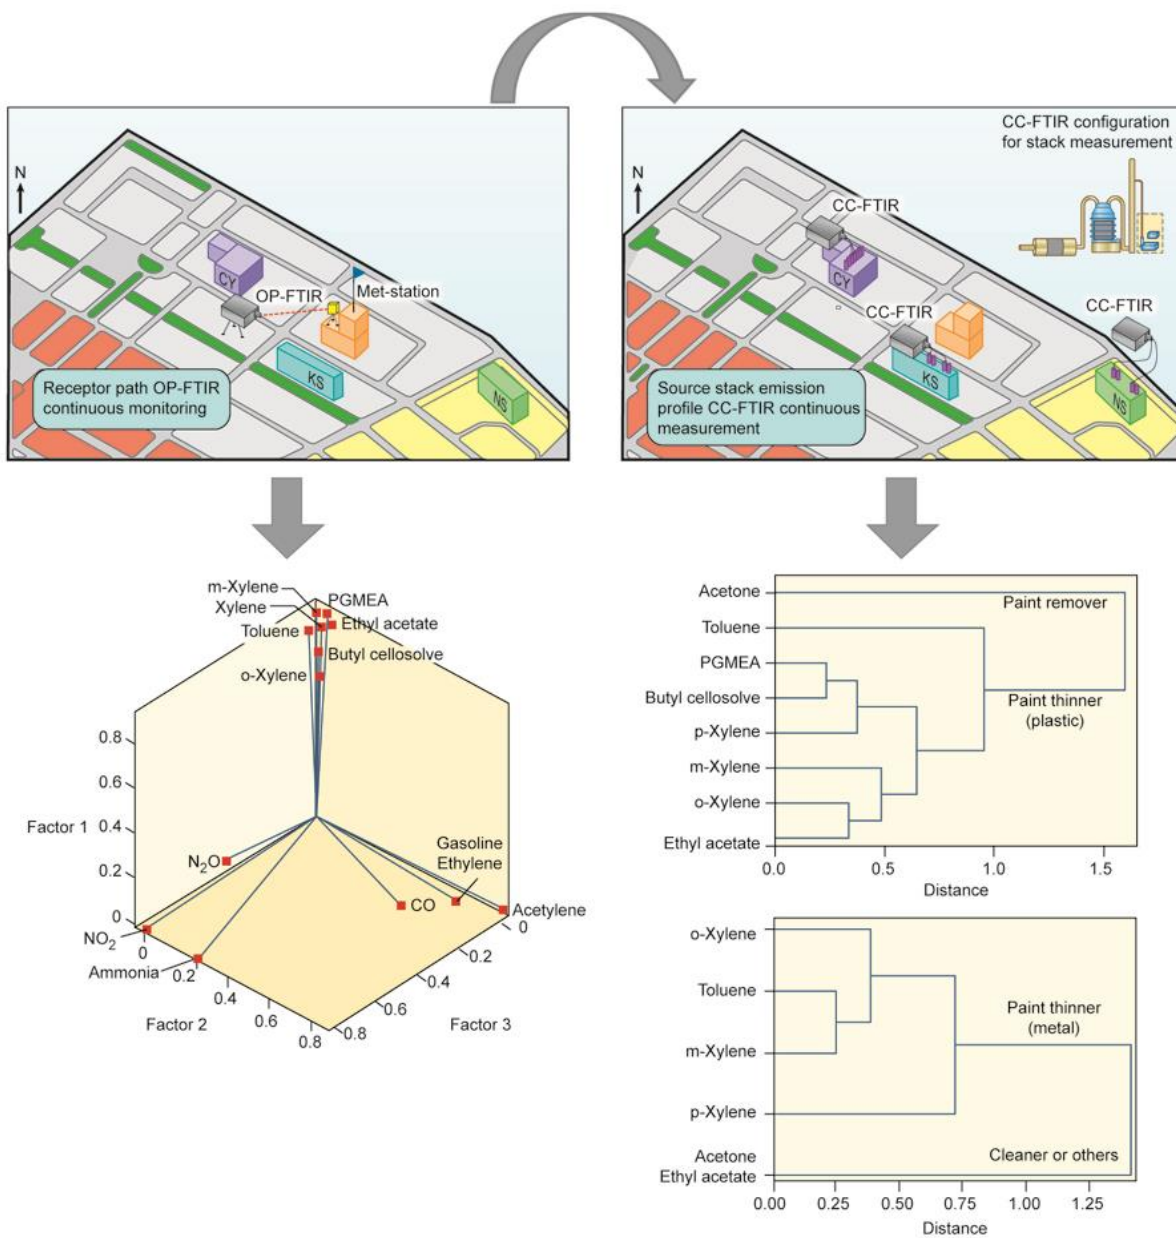 N
CY
OP-FTIR
Met-station
KS
NS
Receptor path OP-FTIR
continuous monitoring
CC-FTIR configuration
for stack measurement
N
CC-FTIR
CY
CC-FTIR
CC-FTIR
KS
NS
Source stack emission
profile CC-FTIR continuous
measurement
m-Xylene
PGMEA
Xylene
Ethyl acetate
Toluene
Butyl cellosolve
o-Xylene
0.8
0.6
Factor 1
0.4
0.2
0
N₂O
Gasoline
Ethylene
CO
Acetylene
NO₂
Ammonia
0
0.2
0.4
0.6
0.8
Factor 2
0
0.2
0.4
0.6
0.8
Factor 3
Acetone
Paint remover
Toluene
PGMEA
Butyl cellosolve
Paint thinner
(plastic)
p-Xylene
m-Xylene
o-Xylene
Ethyl acetate
0.0
0.5
1.0
1.5
Distance
o-Xylene
Toluene
Paint thinner
(metal)
m-Xylene
p-Xylene
Acetone
Ethyl acetate
Cleaner or others
0.00
0.25
0.50
0.75
1.00
1.25
Distance